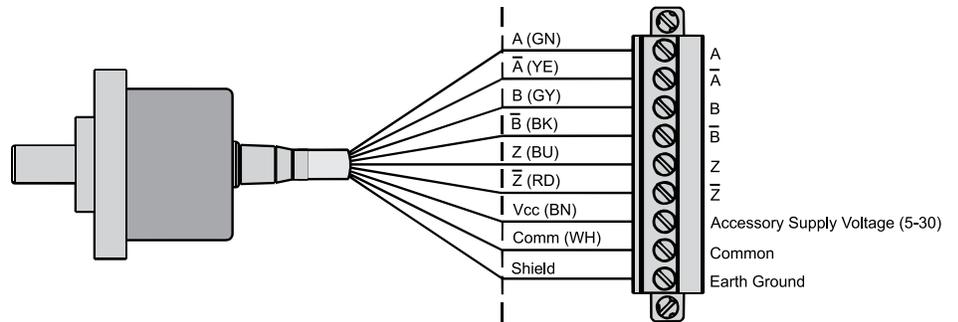 A (GN)
A̅ (YE)
B (GY)
B̅ (BK)
Z (BU)
Z̅ (RD)
Vcc (BN)
Comm (WH)
Shield
A
A̅
B
B̅
Z
Z̅
Accessory Supply Voltage (5-30)
Common
Earth Ground